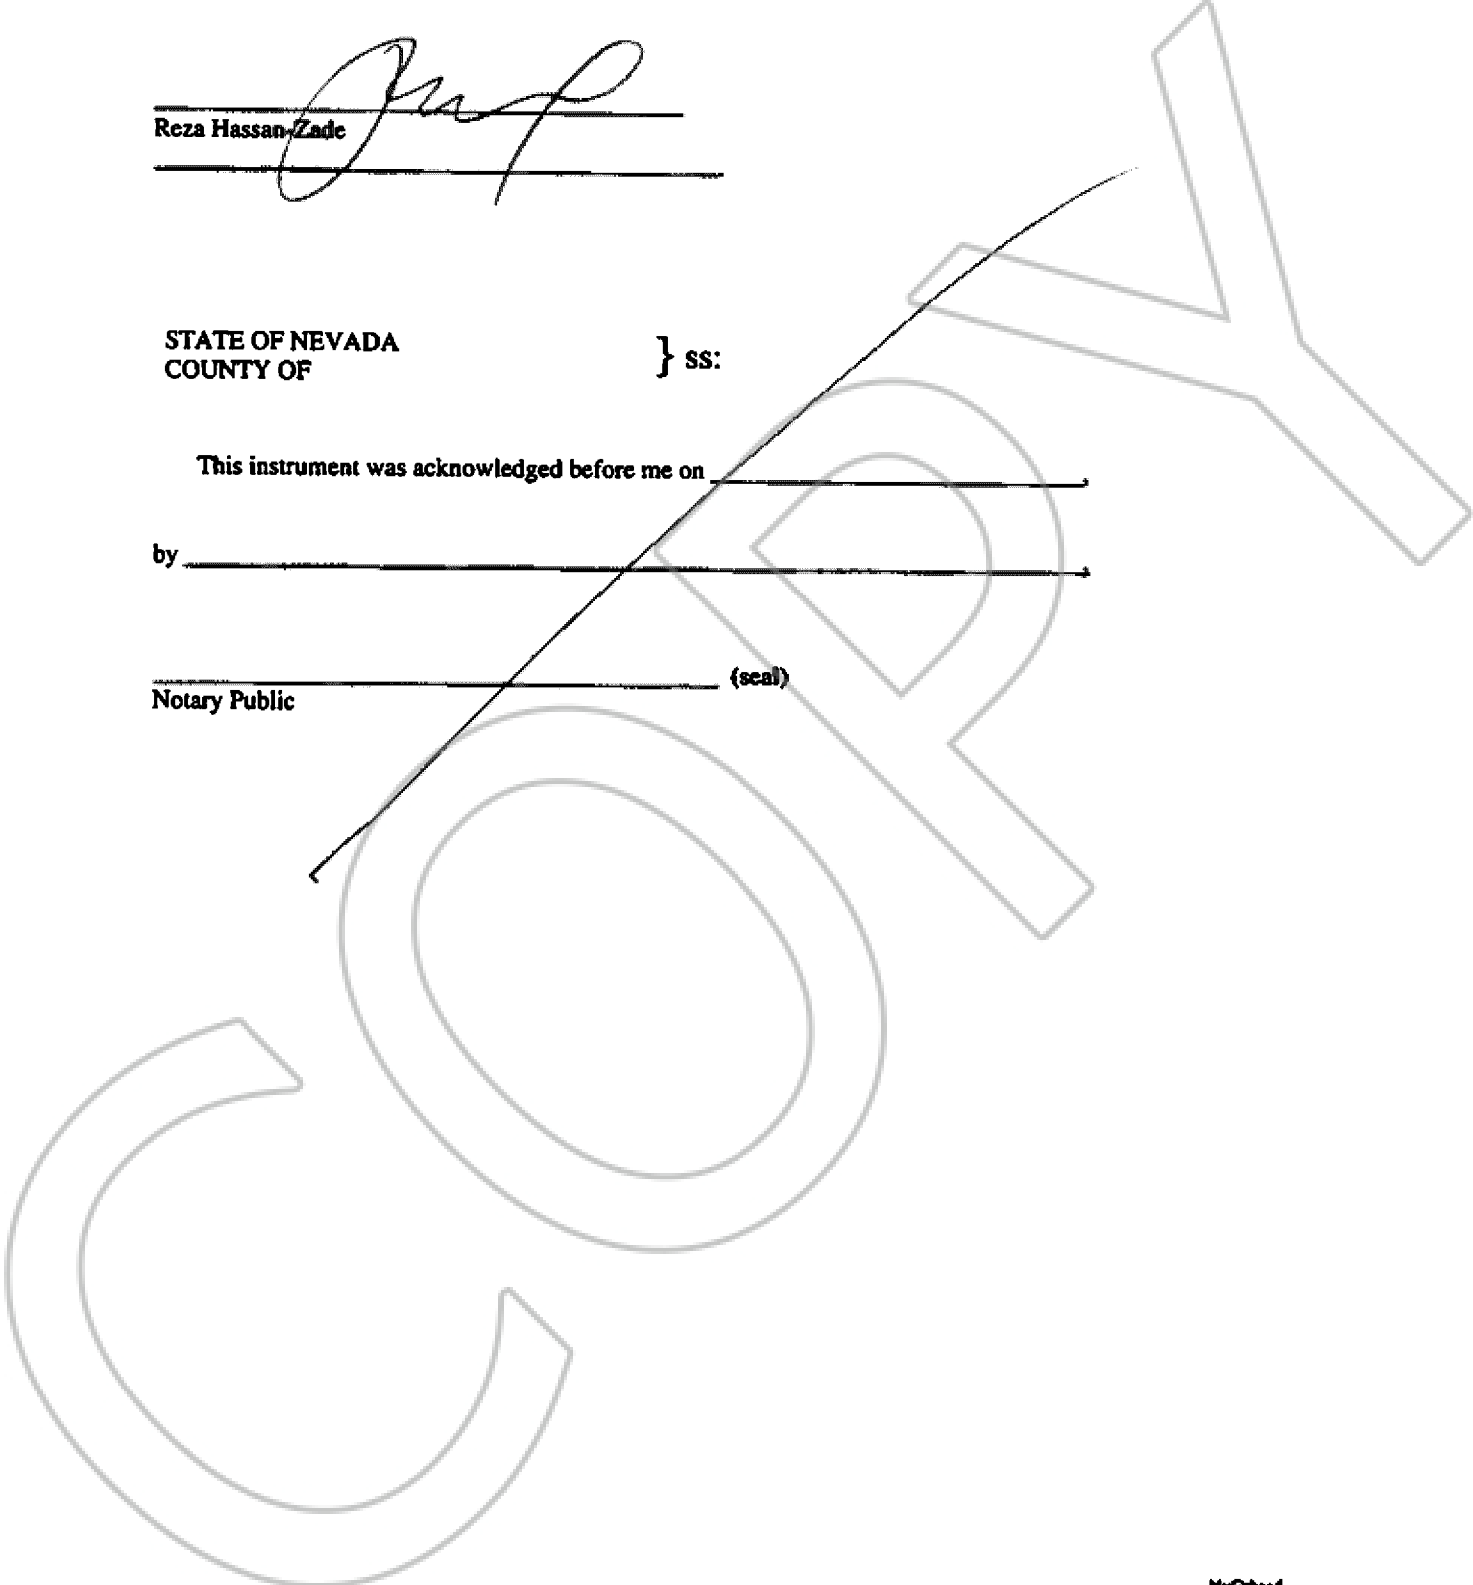 Reza Hassan-Zade
STATE OF NEVADA
COUNTY OF
} ss:
This instrument was acknowledged before me on ,
by ,
(seal)
Notary Public
COPY